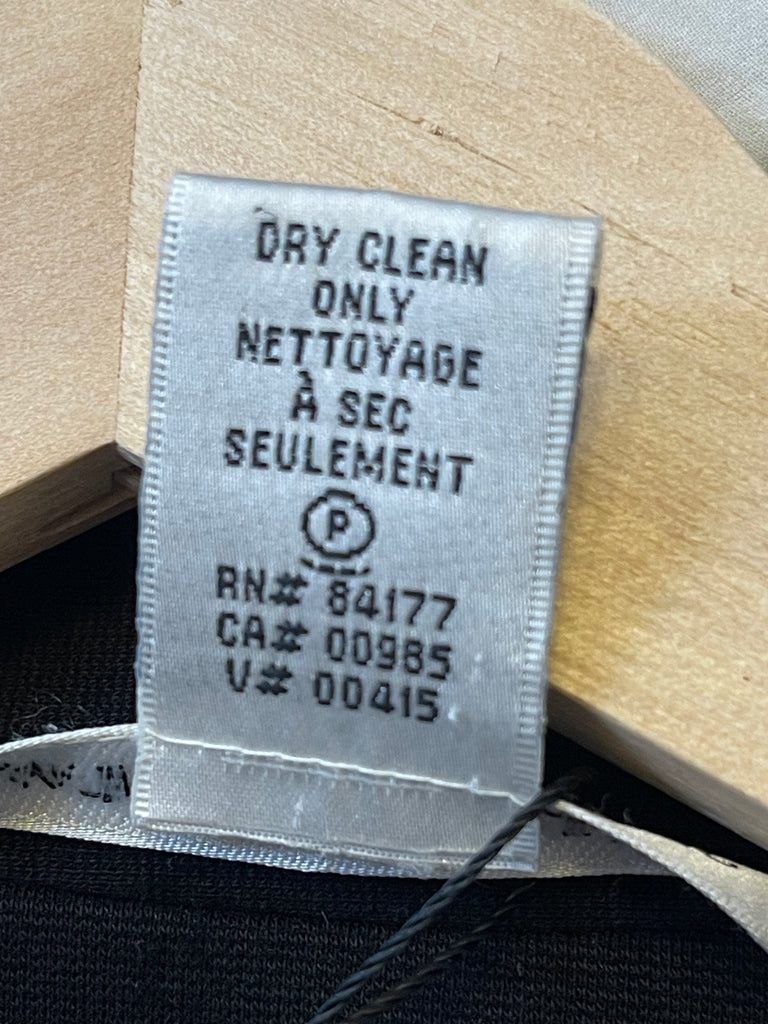 DRY CLEAN
ONLY
NETTOYAGE
À SEC
SEULEMENT
P
RN# 84177
CA# 00985
V# 00415